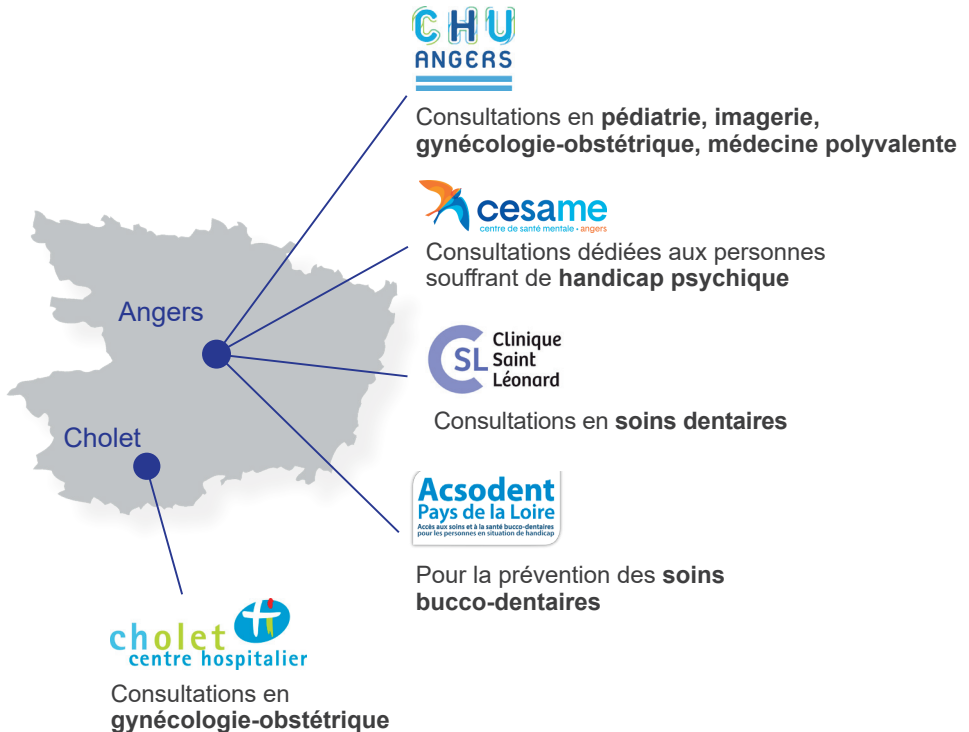 CHU
ANGERS
Consultations en pédiatrie, imagerie,
gynécologie-obstétrique, médecine polyvalente
cesame
centre de santé mentale - angers
Consultations dédiées aux personnes
souffrant de handicap psychique
Angers
CSL
Clinique
Saint
Léonard
Consultations en soins dentaires
Cholet
Acsodent
Pays de la Loire
Accès aux soins et à la santé bucco-dentaires
pour les personnes en situation de handicap
Pour la prévention des soins
bucco-dentaires
cholet
centre hospitalier
Consultations en
gynécologie-obstétrique